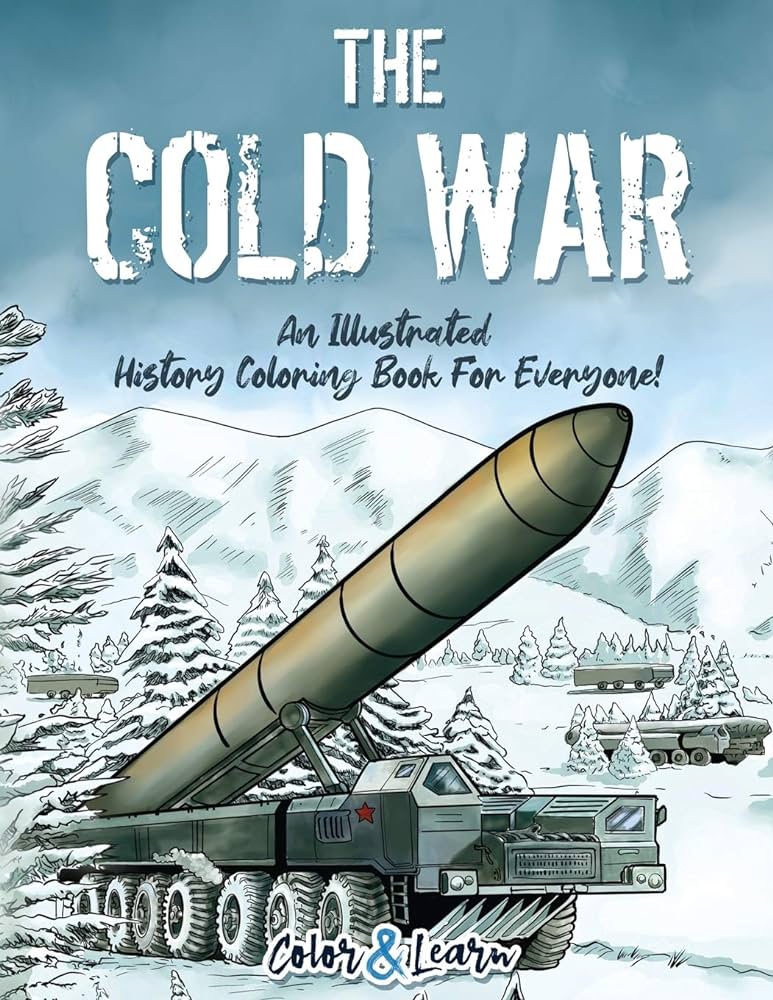 THE
COLD WAR
An Illustrated
History Coloring Book For Everyone!
Color & Learn